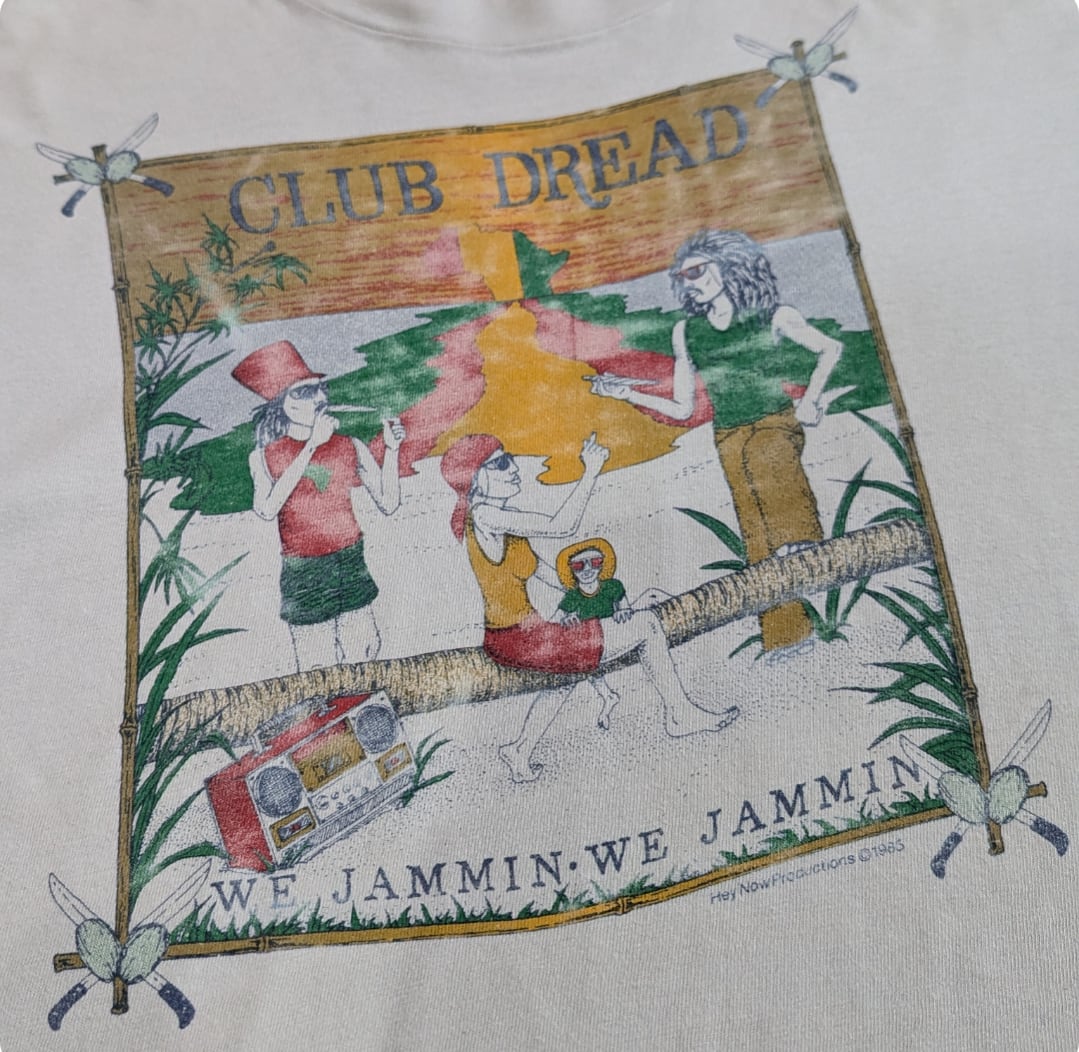 CLUB DREAD
WE JAMMIN·WE JAMMIN
Hey Now Productions ©1985